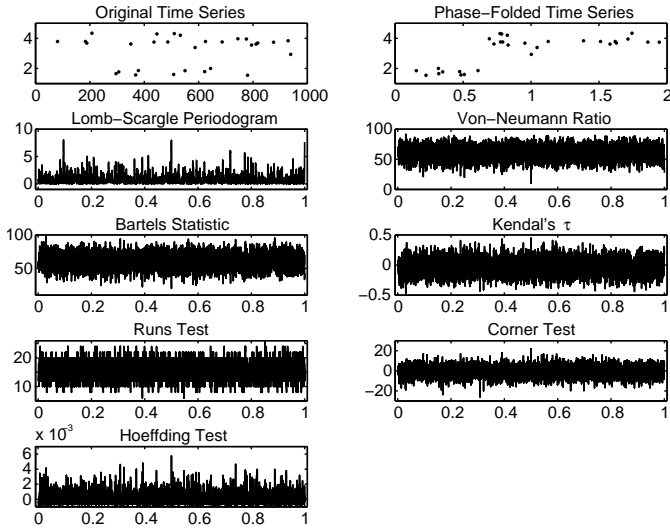 Original Time Series
4
2
0 200 400 600 800 1000
Phase–Folded Time Series
4
2
0 0.5 1 1.5 2
Lomb–Scargle Periodogram
10
5
0
0 0.2 0.4 0.6 0.8 1
Von–Neumann Ratio
100
50
0
0 0.2 0.4 0.6 0.8 1
Bartels Statistic
100
50
0 0.2 0.4 0.6 0.8 1
Kendal's τ
0.5
0
−0.5
0 0.2 0.4 0.6 0.8 1
Runs Test
20
10
0 0.2 0.4 0.6 0.8 1
Corner Test
20
0
−20
0 0.2 0.4 0.6 0.8 1
x 10⁻³
Hoeffding Test
6
4
2
0
0 0.2 0.4 0.6 0.8 1